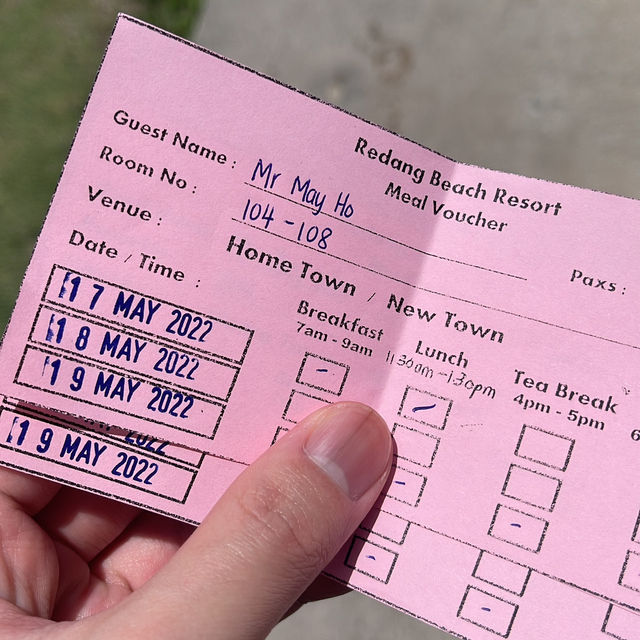 Redang Beach Resort
Meal Voucher
Guest Name : Mr May Ho
Room No : 104 - 108
Paxs :
Venue : Home Town / New Town
Date / Time :
Breakfast Lunch Tea Break
7am - 9am 11:30am - 1:30pm 4pm - 5pm 6
17 MAY 2022
18 MAY 2022
19 MAY 2022
2022
19 MAY 2022